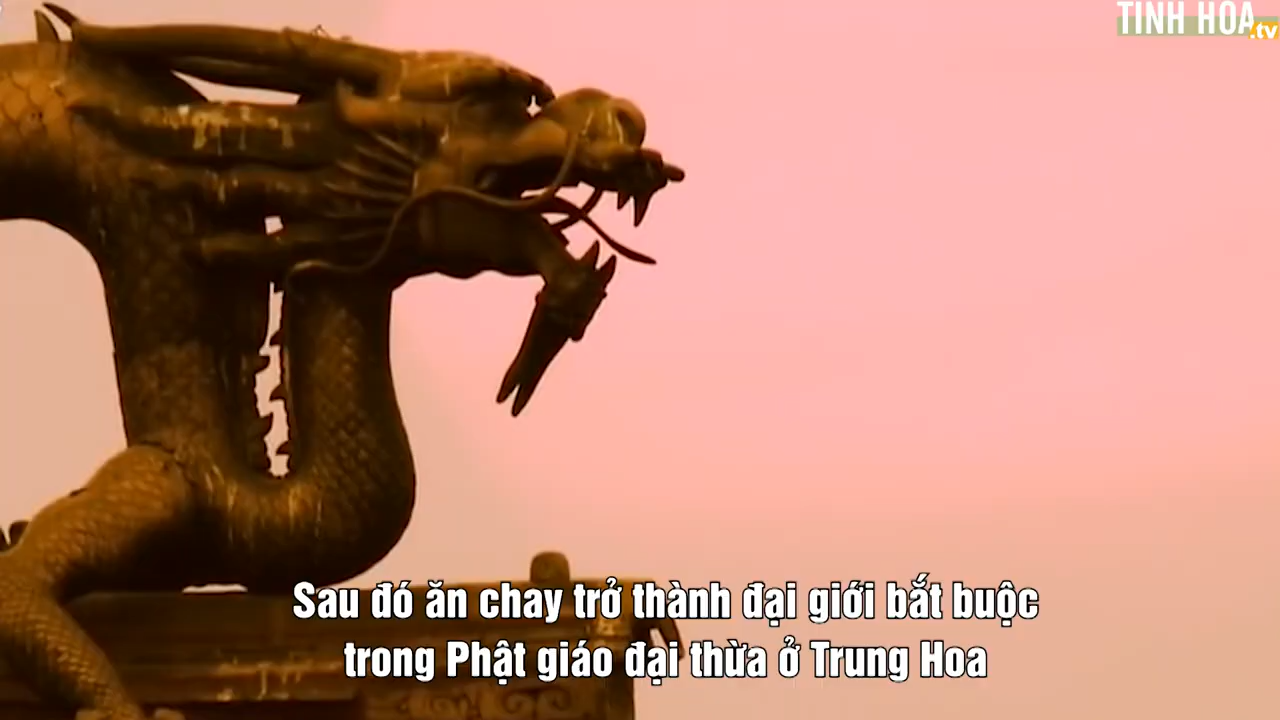 TINH HOA
.tv
Sau đó ăn chay trở thành đại giới bắt buộc
trong Phật giáo đại thừa ở Trung Hoa